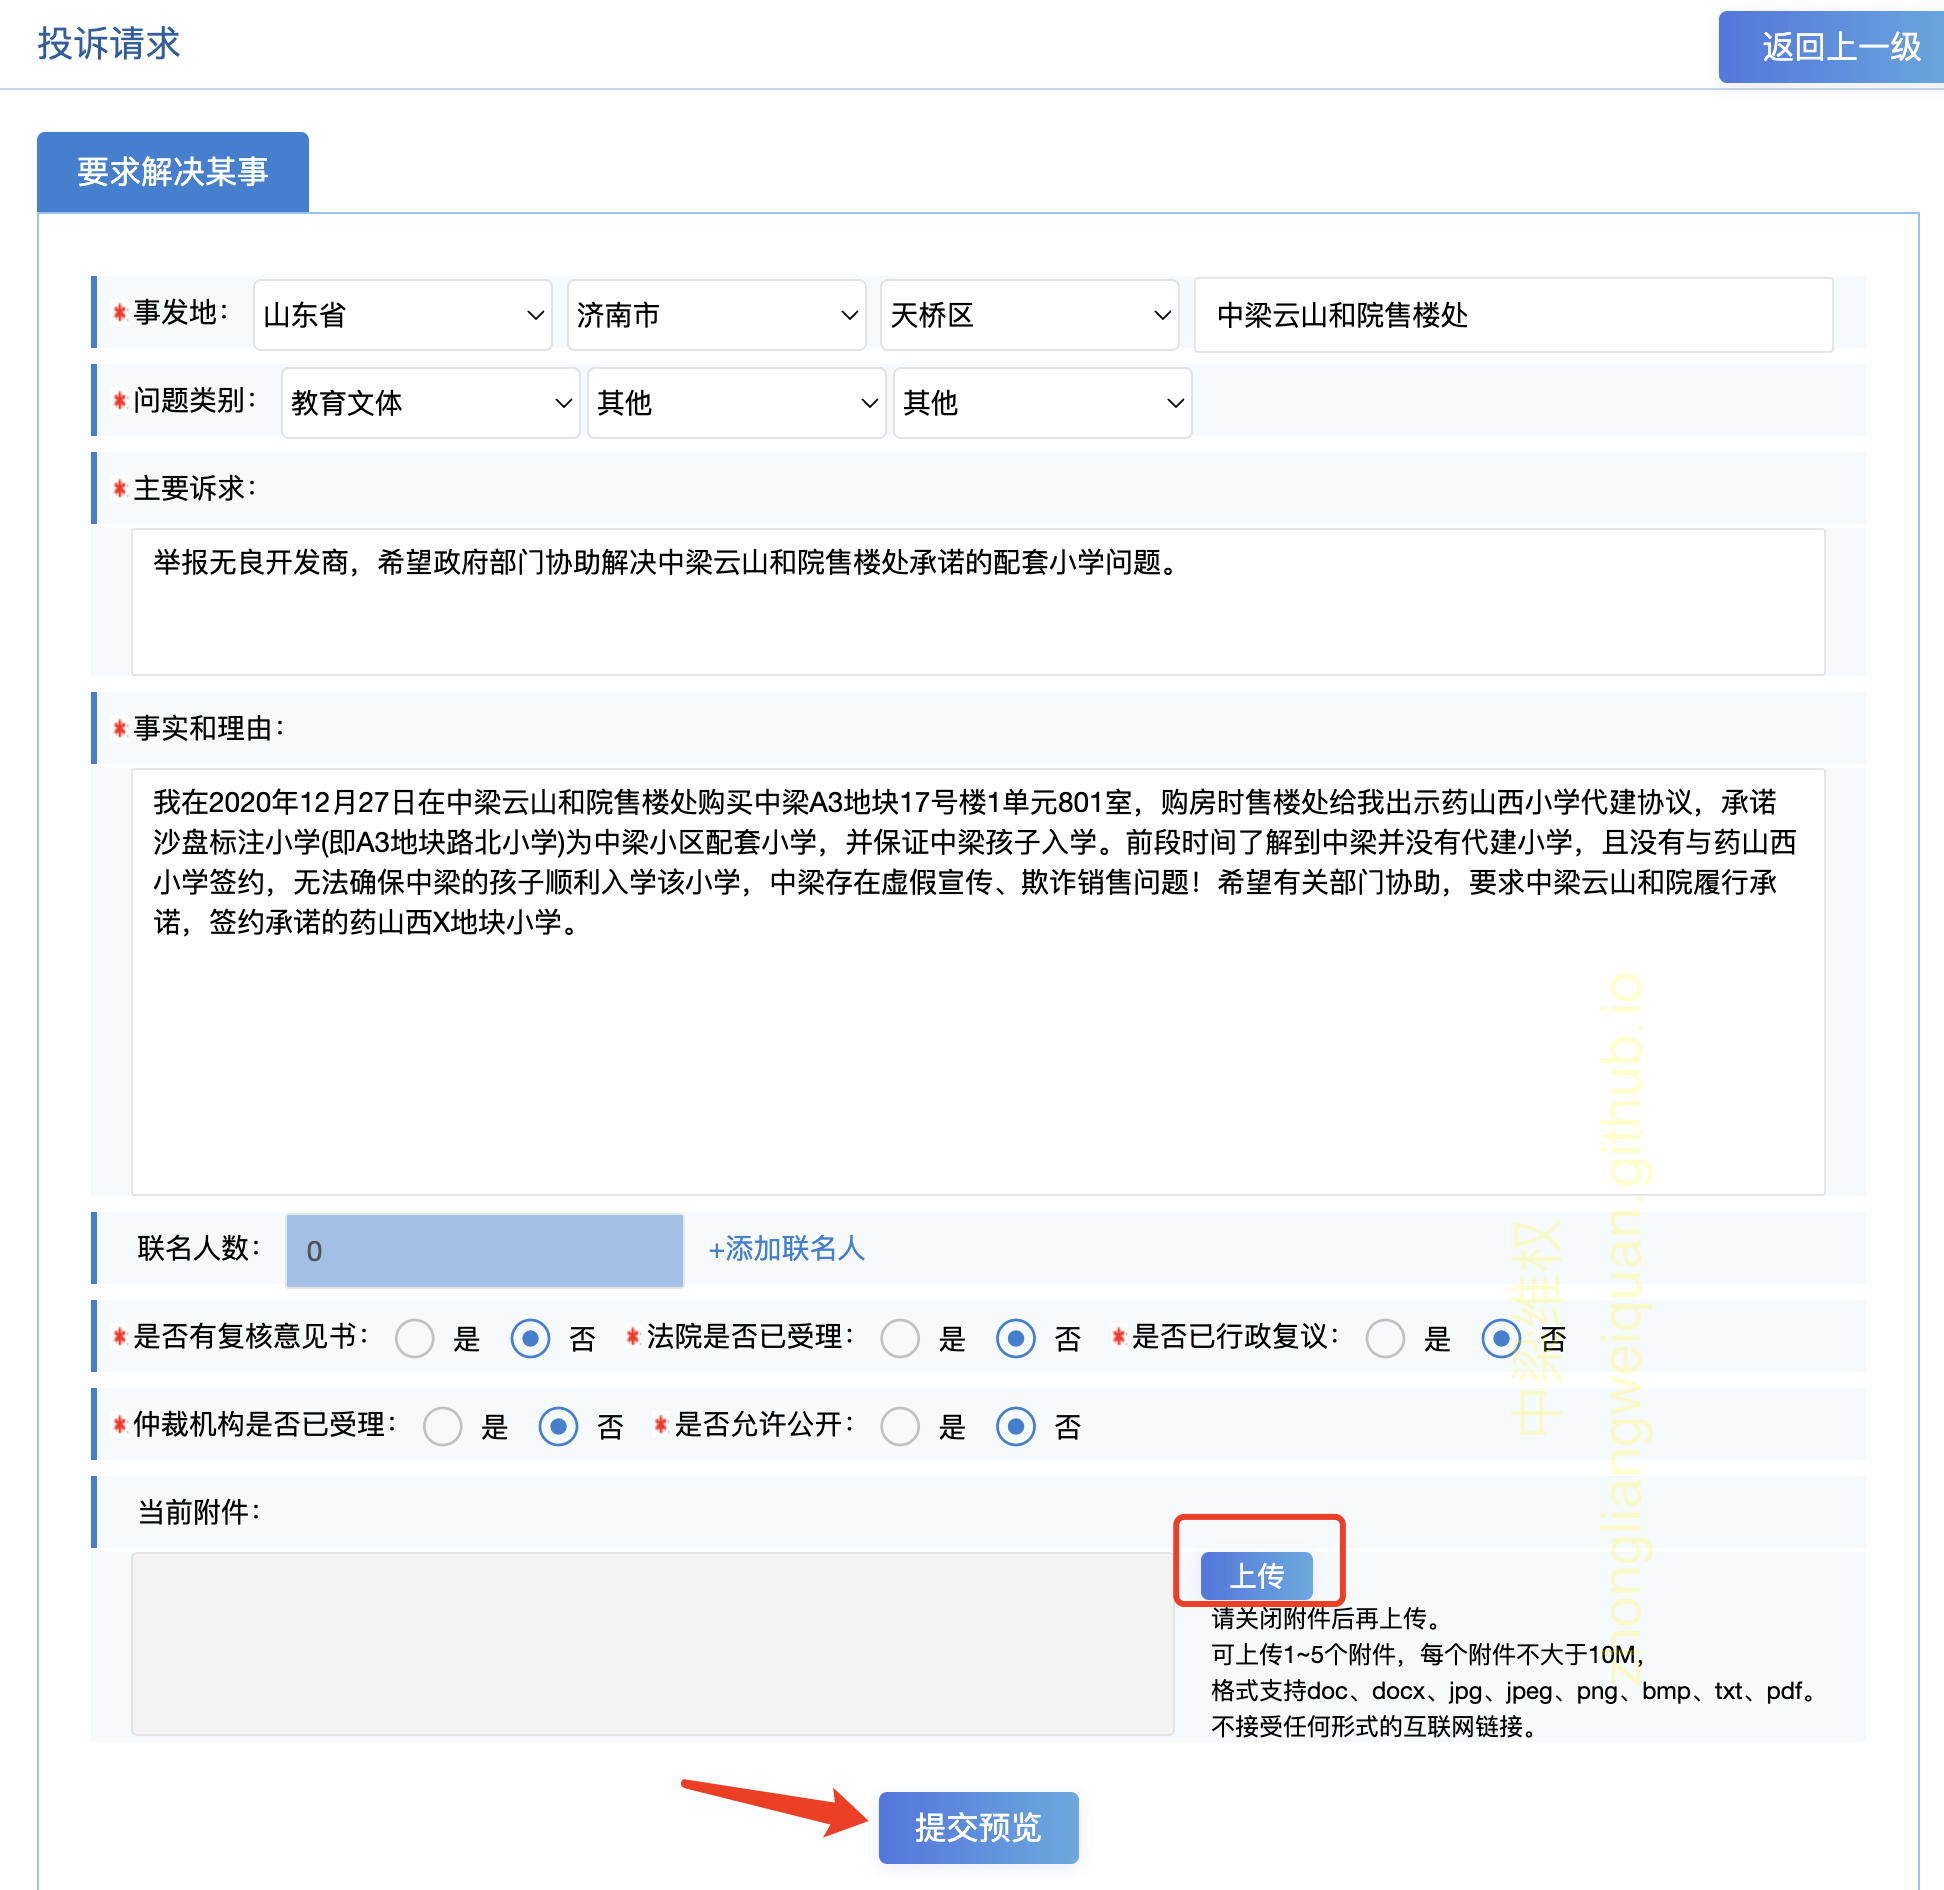 投诉请求
返回上一级
要求解决某事
*事发地： 山东省 济南市 天桥区 中梁云山和院售楼处
*问题类别： 教育文体 其他 其他
*主要诉求：
举报无良开发商，希望政府部门协助解决中梁云山和院售楼处承诺的配套小学问题。
*事实和理由：
我在2020年12月27日在中梁云山和院售楼处购买中梁A3地块17号楼1单元801室，购房时售楼处给我出示药山西小学代建协议，承诺
沙盘标注小学(即A3地块路北小学)为中梁小区配套小学，并保证中梁孩子入学。前段时间了解到中梁并没有代建小学，且没有与药山西
小学签约，无法确保中梁的孩子顺利入学该小学，中梁存在虚假宣传、欺诈销售问题！希望有关部门协助，要求中梁云山和院履行承
诺，签约承诺的药山西X地块小学。
联名人数： 0 +添加联名人
*是否有复核意见书： 是 否 *法院是否已受理： 是 否 *是否已行政复议： 是 否
*仲裁机构是否已受理： 是 否 *是否允许公开： 是 否
当前附件：
上传
请关闭附件后再上传。
可上传1~5个附件，每个附件不大于10M，
格式支持doc、docx、jpg、jpeg、png、bmp、txt、pdf。
不接受任何形式的互联网链接。
提交预览
中梁维权
zhongliangweiquan.github.io